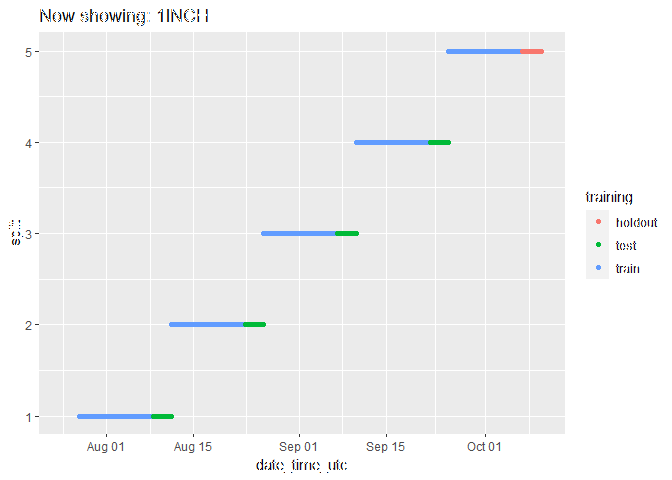 Now showing: 1INCH
5
4
3
2
1
split
Aug 01
Aug 15
Sep 01
Sep 15
Oct 01
date_time_utc
training
holdout
test
train